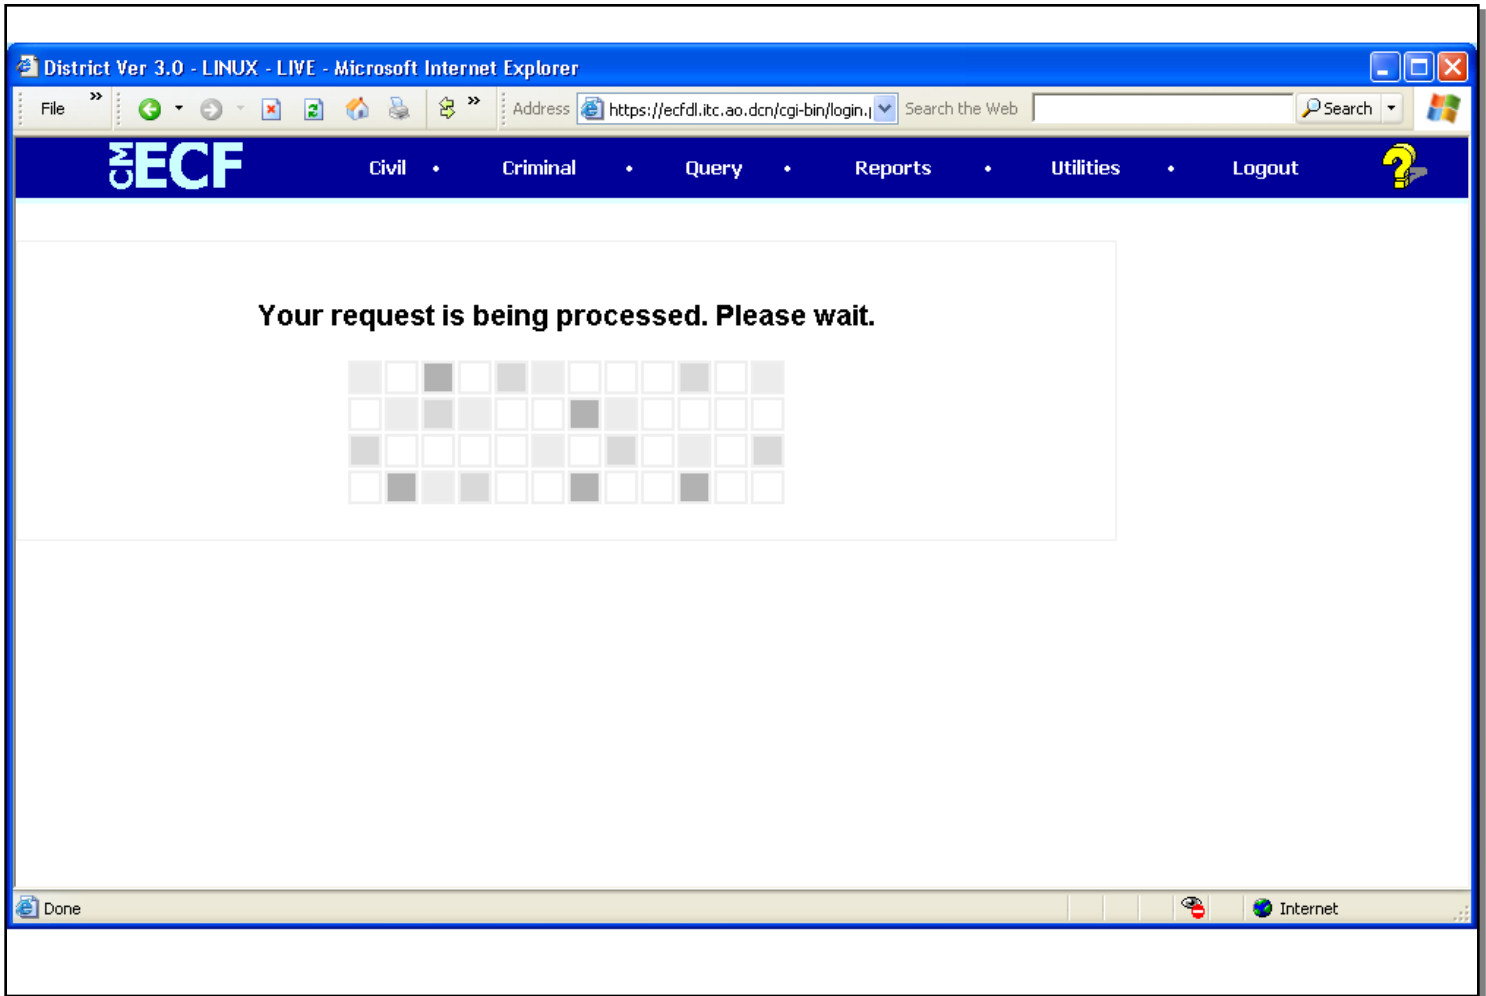 District Ver 3.0 - LINUX - LIVE - Microsoft Internet Explorer
File » » Address https://ecfdl.itc.ao.dcn/cgi-bin/login. Search the Web Search
CM ECF Civil • Criminal • Query • Reports • Utilities • Logout ?
Your request is being processed. Please wait.
Done Internet